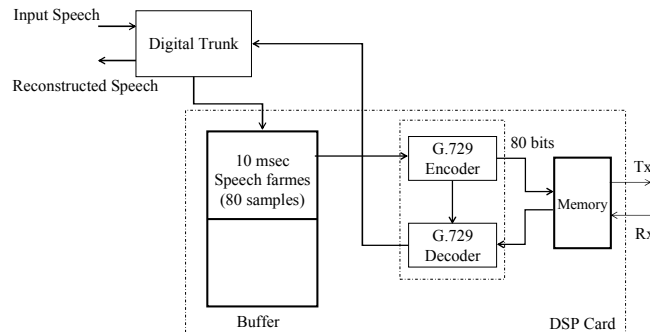 Input Speech
Digital Trunk
Reconstructed Speech
10 msec
Speech farmes
(80 samples)
G.729
Encoder
80 bits
Tx
Memory
Rx
G.729
Decoder
Buffer
DSP Card